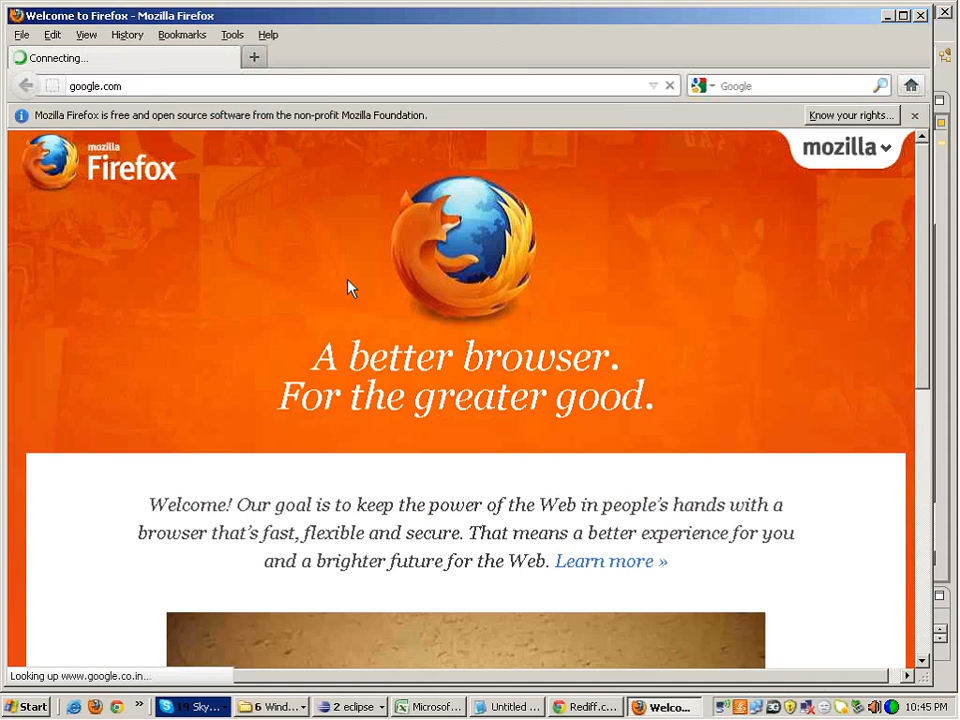 Welcome to Firefox - Mozilla Firefox
File Edit View History Bookmarks Tools Help
Connecting...
google.com
Google
Mozilla Firefox is free and open source software from the non-profit Mozilla Foundation.
Know your rights...
mozilla
Firefox
mozilla
A better browser.
For the greater good.
Welcome! Our goal is to keep the power of the Web in people's hands with a
browser that's fast, flexible and secure. That means a better experience for you
and a brighter future for the Web. Learn more »
Looking up www.google.co.in...
Start
»
19 Sky...
6 Wind...
2 eclipse
Microsof...
Untitled ...
Rediff.c...
Welco...
10:45 PM